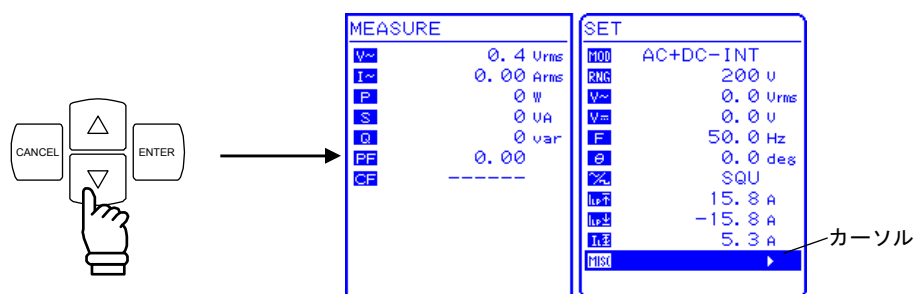 CANCEL
ENTER
MEASURE
V~ 0.4 Vrms
I~ 0.00 Arms
P 0 W
S 0 VA
Q 0 var
PF 0.00
CF ------
SET
MOD AC+DC-INT
RNG 200 V
V~ 0.0 Vrms
V= 0.0 V
F 50.0 Hz
θ 0.0 deg
SQU
15.8 A
-15.8 A
5.3 A
MISC
カーソル